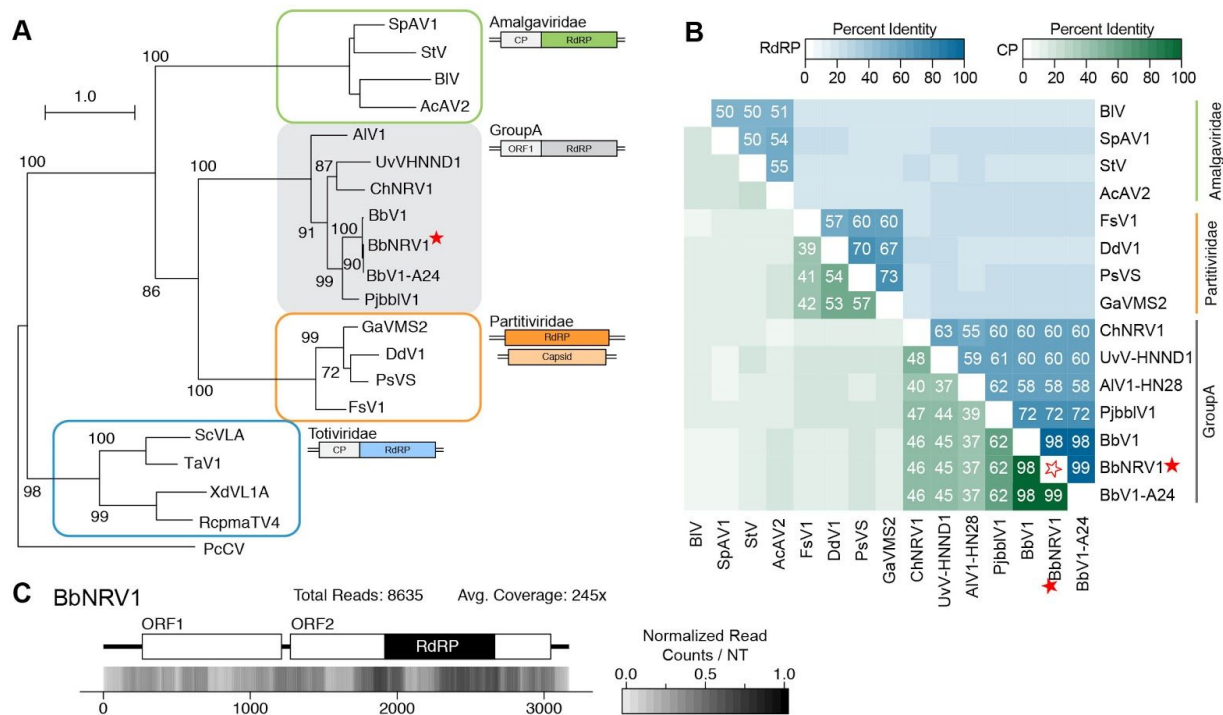 A
Amalgaviridae
CP RdRP
SpAV1
StV
BlV
AcAV2
100
1.0
GroupA
ORF1 RdRP
AlV1
UvVHNND1
ChNRV1
BbV1
BbNRV1
BbV1-A24
PjbblV1
100
100
87
100
91
90
99
86
Partitiviridae
RdRP
Capsid
GaVMS2
DdV1
PsVS
FsV1
99
72
100
Totiviridae
CP RdRP
ScVLA
TaV1
XdVL1A
RcpmaTV4
100
98
99
PcCV
B
Percent Identity
RdRP
0 20 40 60 80 100
Percent Identity
CP
0 20 40 60 80 100
50 50 51 BlV
50 54 SpAV1
55 StV
AcAV2
57 60 60 FsV1
39 70 67 DdV1
41 54 73 PsVS
42 53 57 GaVMS2
63 55 60 60 60 60 ChNRV1
48 59 61 60 60 60 UvV-HNND1
40 37 62 58 58 58 AlV1-HN28
47 44 39 72 72 72 PjbblV1
46 45 37 62 98 98 BbV1
46 45 37 62 98 99 BbNRV1
46 45 37 62 98 99 BbV1-A24
Amalgaviridae
Partitiviridae
GroupA
BlV
SpAV1
StV
AcAV2
FsV1
DdV1
PsVS
GaVMS2
ChNRV1
UvV-HNND1
AlV1-HN28
PjbblV1
BbV1
BbNRV1
BbV1-A24
C BbNRV1 Total Reads: 8635 Avg. Coverage: 245x
ORF1 ORF2
RdRP
0 1000 2000 3000
Normalized Read
Counts / NT
0.0 0.5 1.0